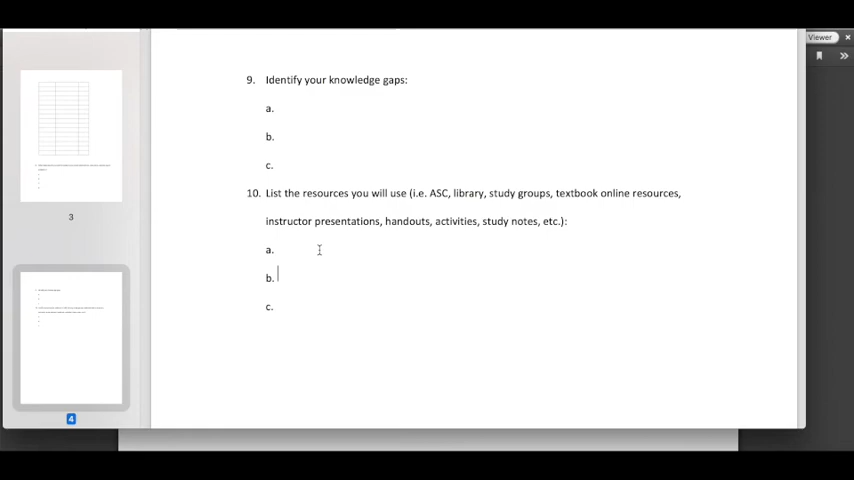 Viewer
9. Identify your knowledge gaps:
a.
b.
c.
10. List the resources you will use (i.e. ASC, library, study groups, textbook online resources,
instructor presentations, handouts, activities, study notes, etc.):
a.
b.
c.
3
4